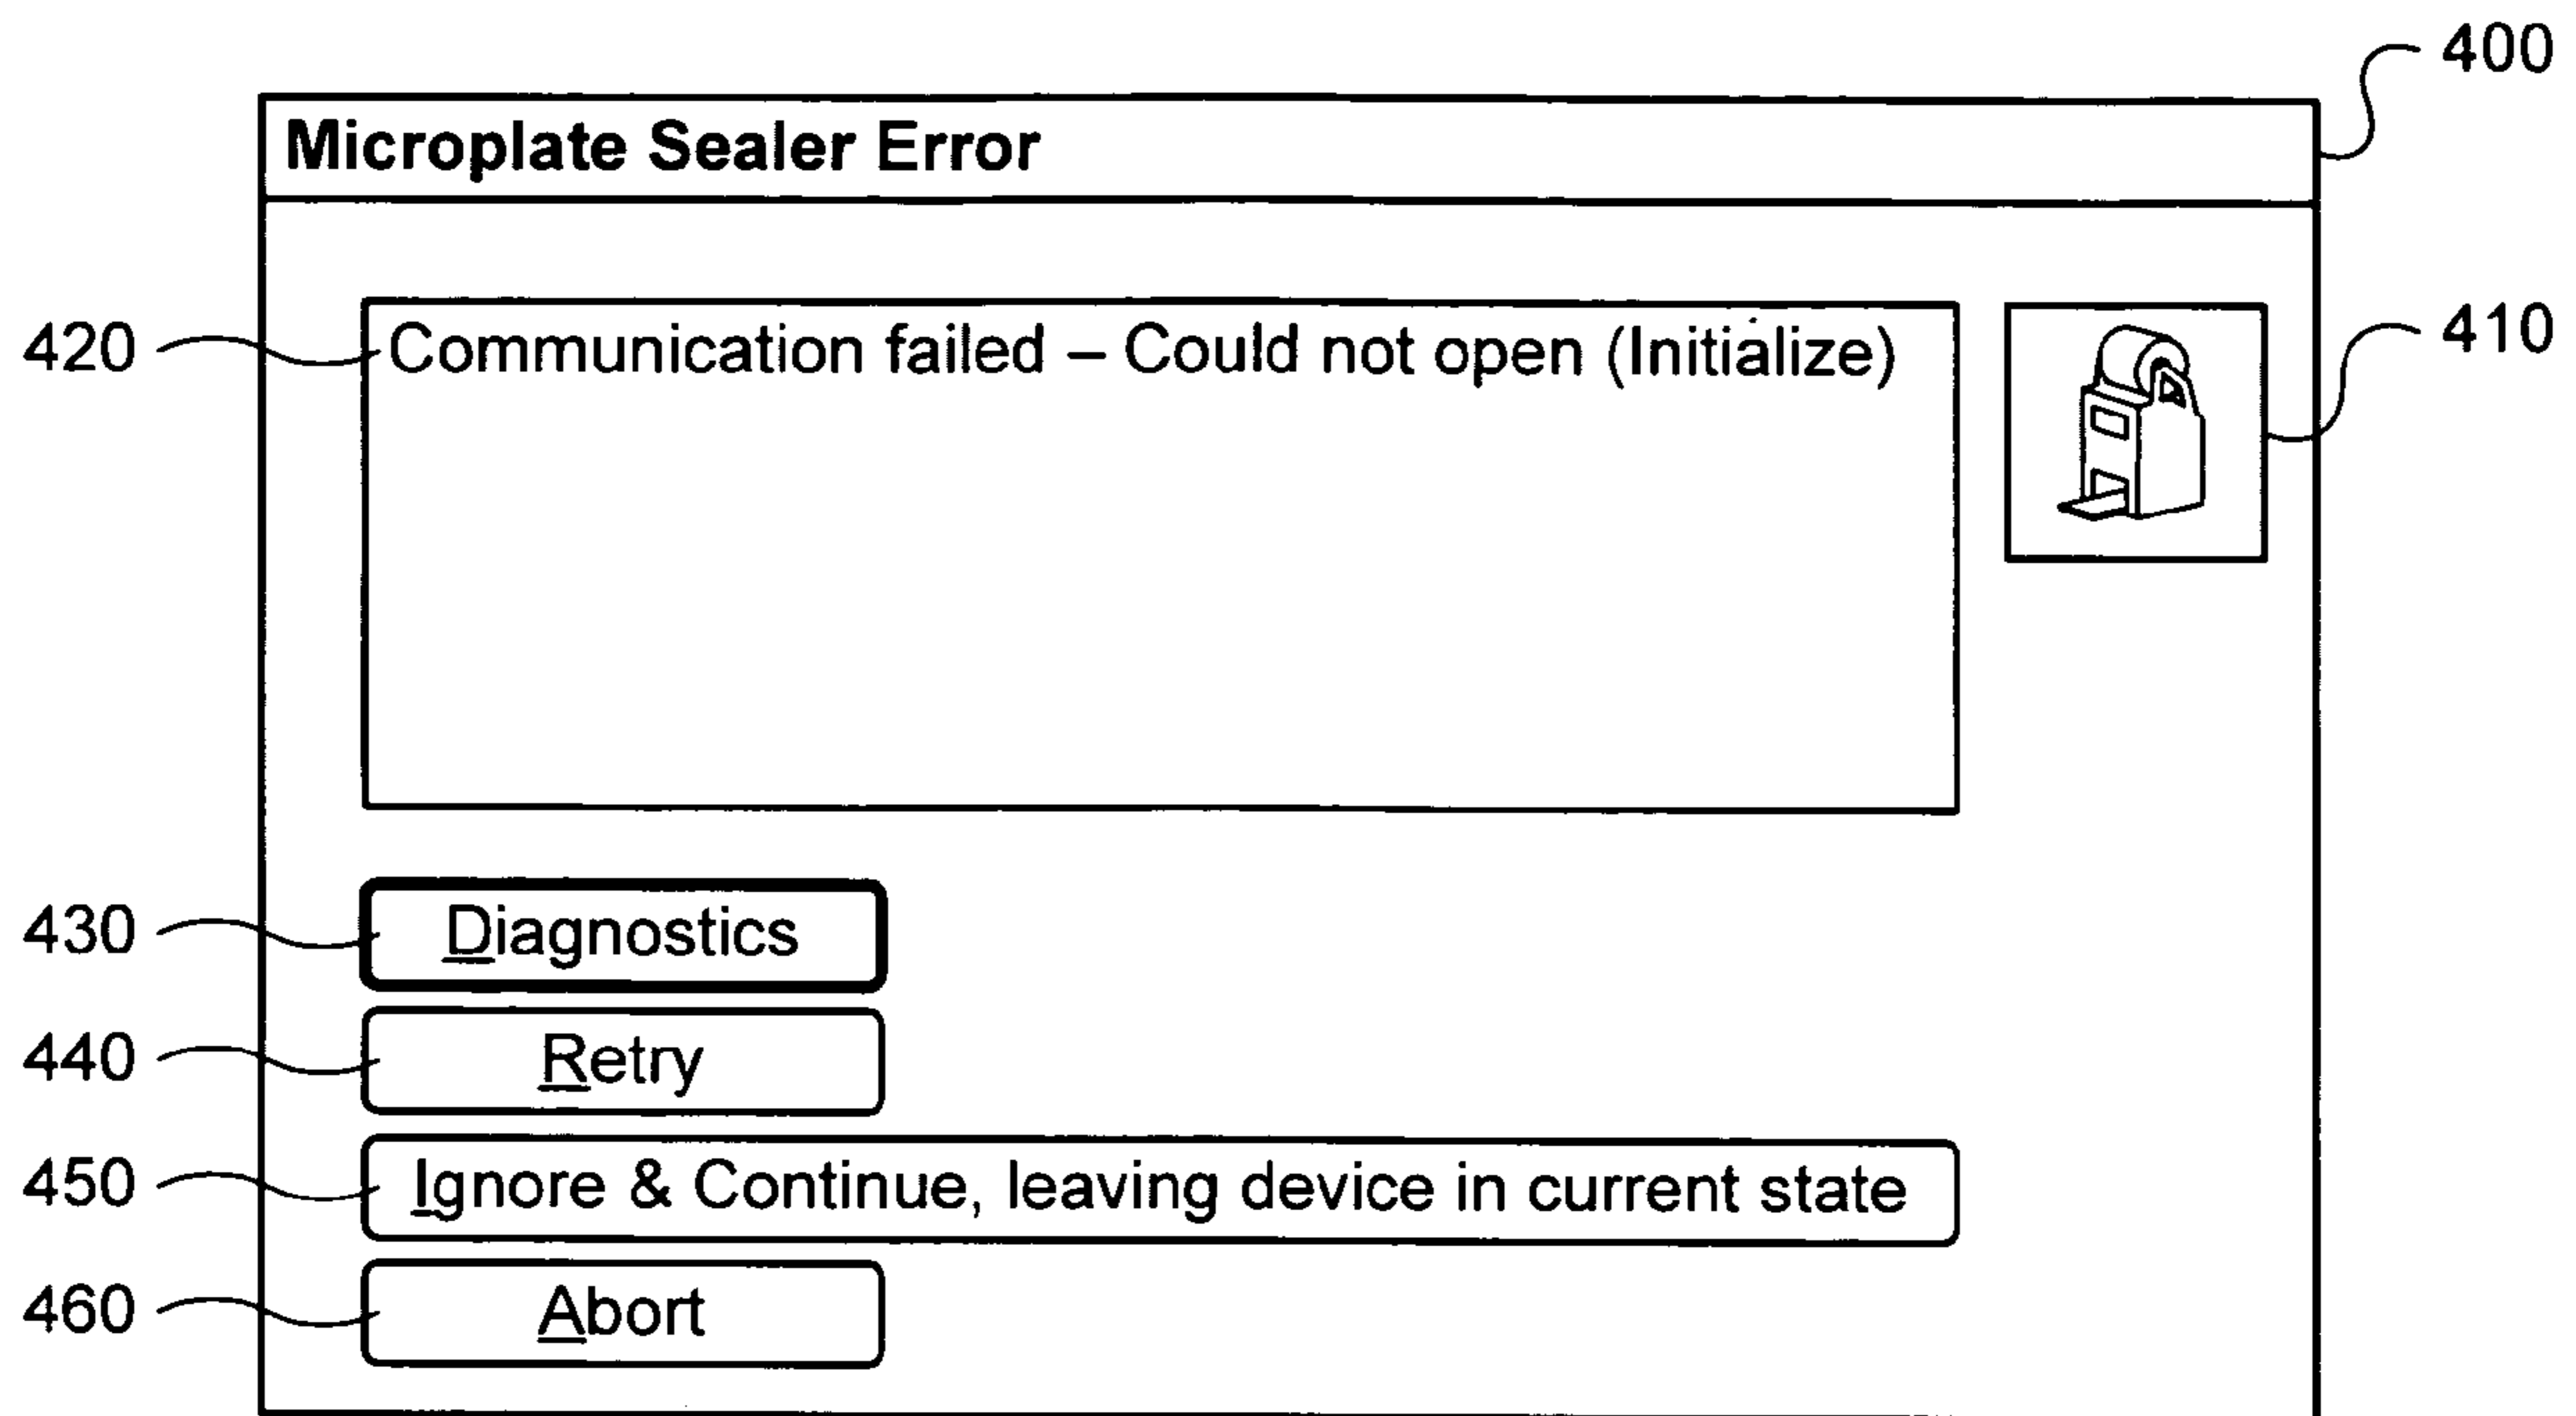 400
Microplate Sealer Error
420
Communication failed – Could not open (Initialize)
410
430
Diagnostics
440
Retry
450
Ignore & Continue, leaving device in current state
460
Abort